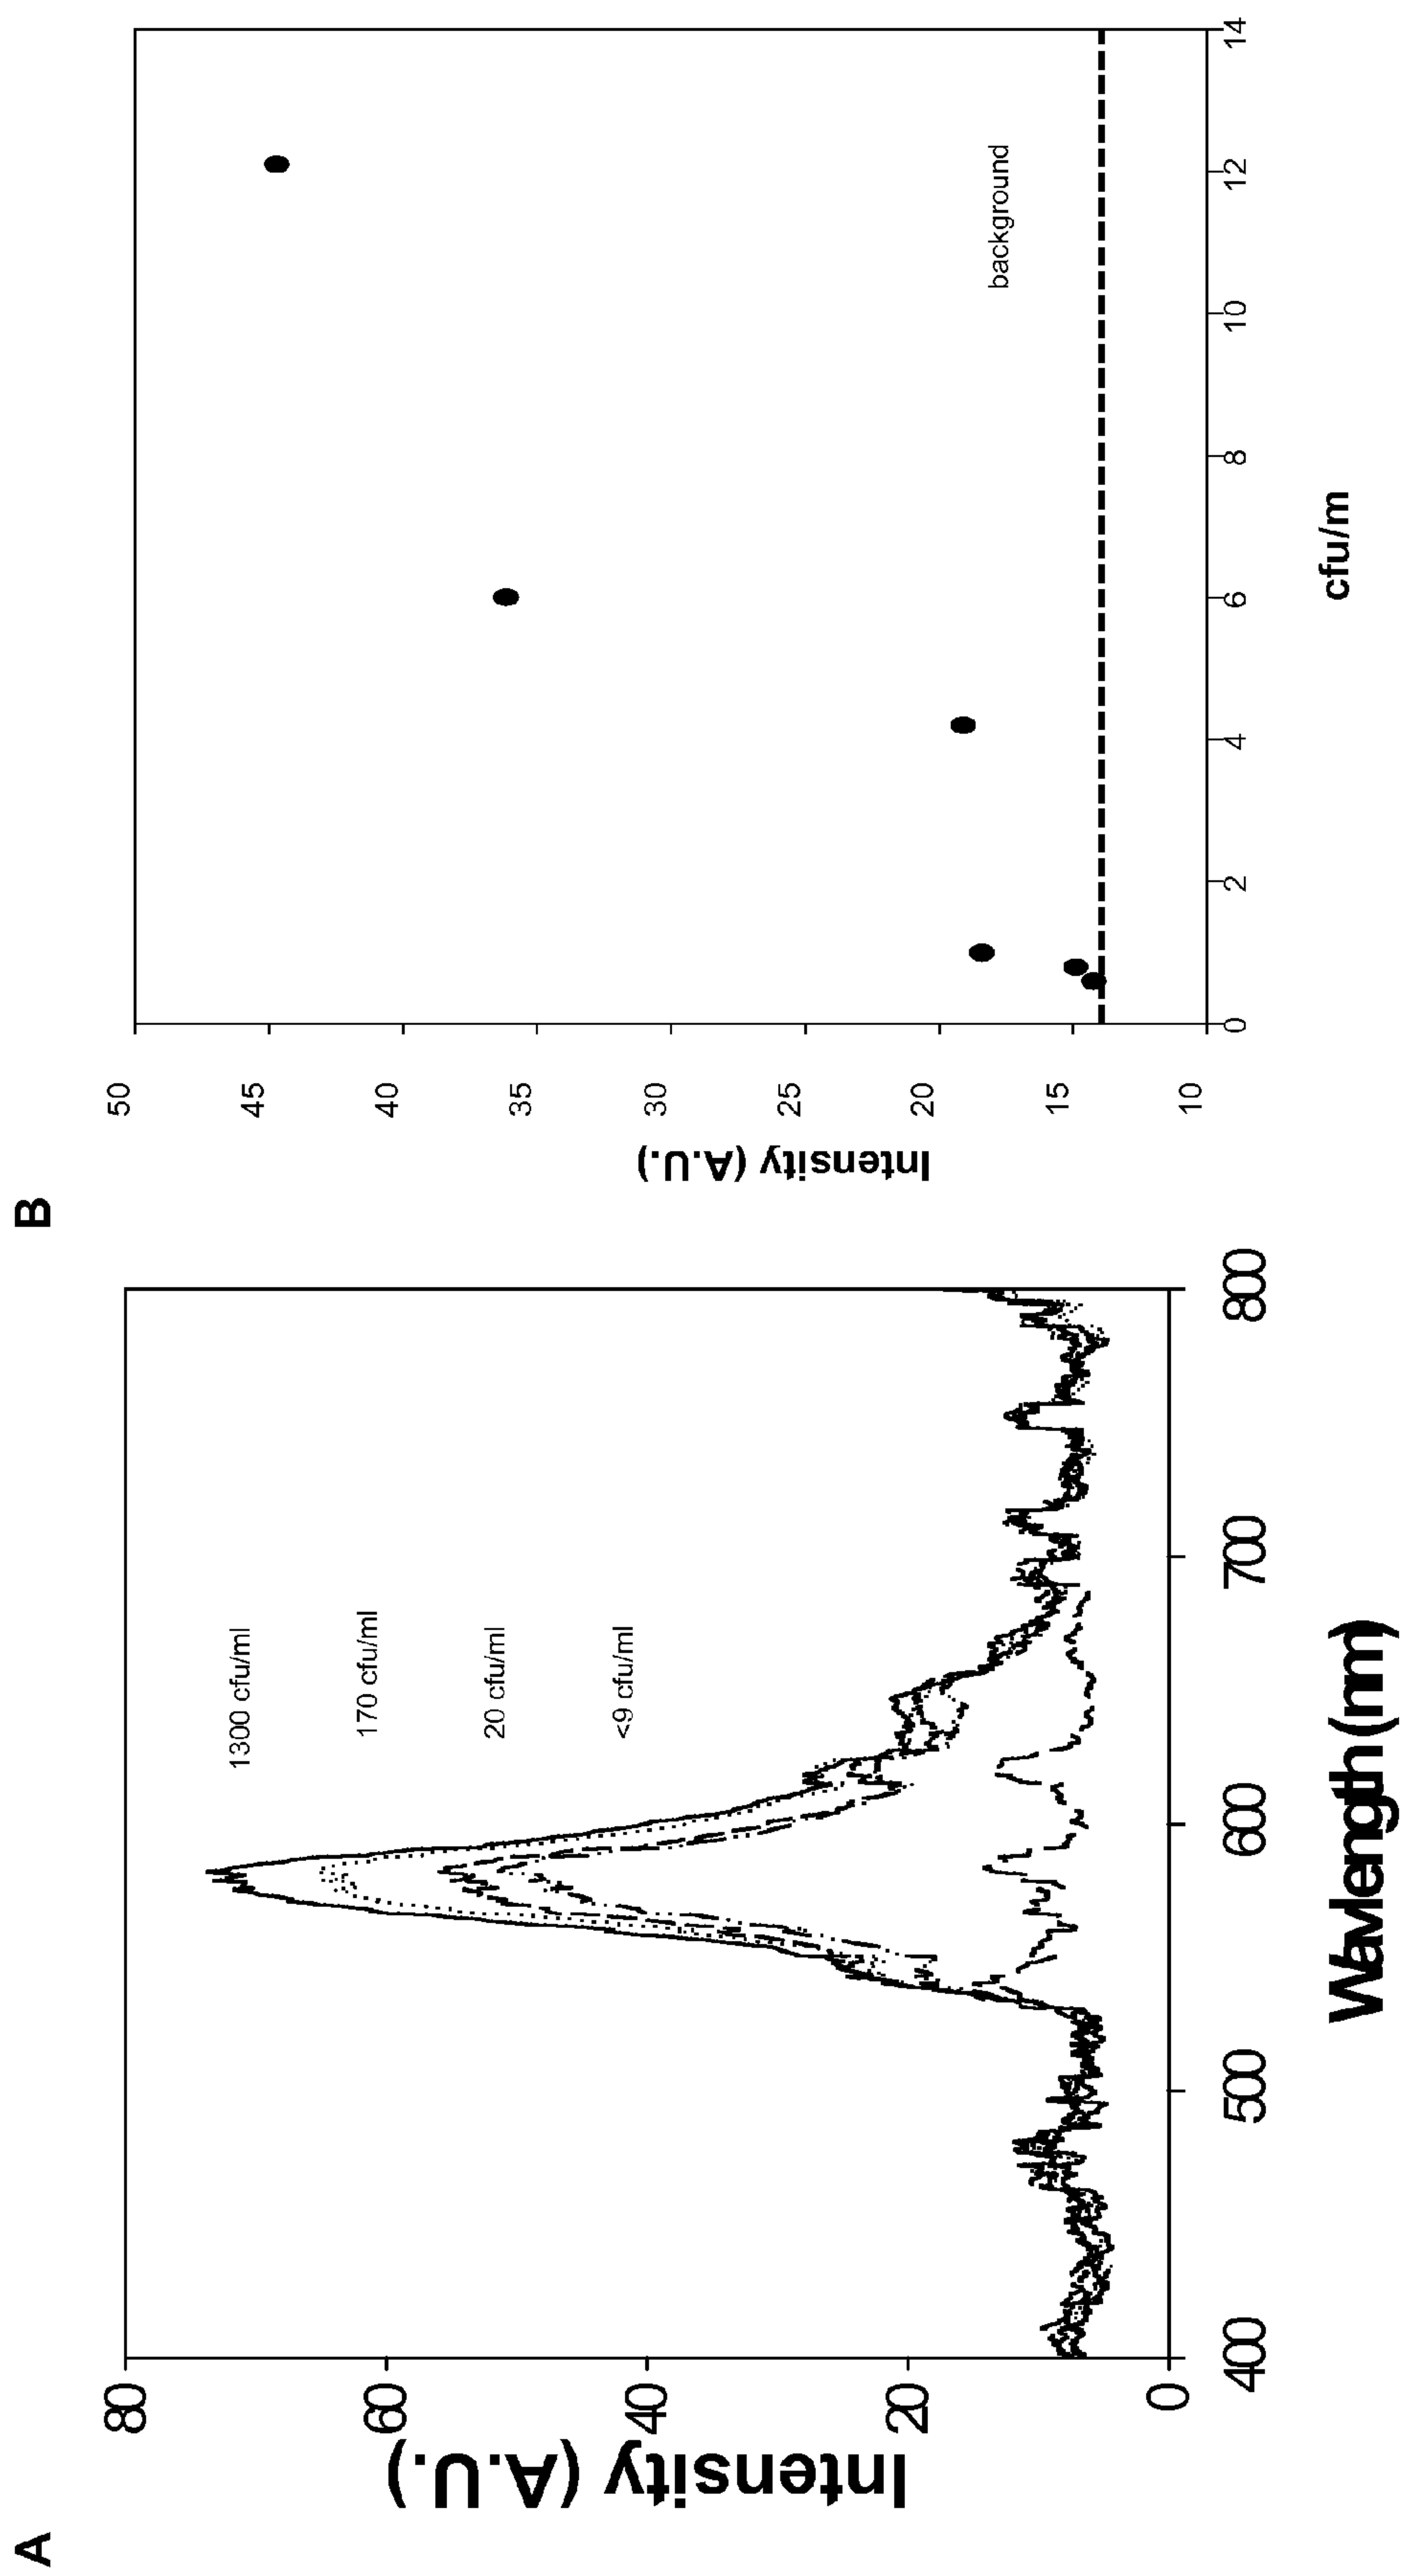 A
Intensity (A.U.)
80
60
40
20
0
1300 cfu/ml
170 cfu/ml
20 cfu/ml
<9 cfu/ml
400
500
600
700
800
Wavlength (nm)
B
Intensity (A.U.)
50
45
40
35
30
25
20
15
10
background
0
2
4
6
8
10
12
14
cfu/m